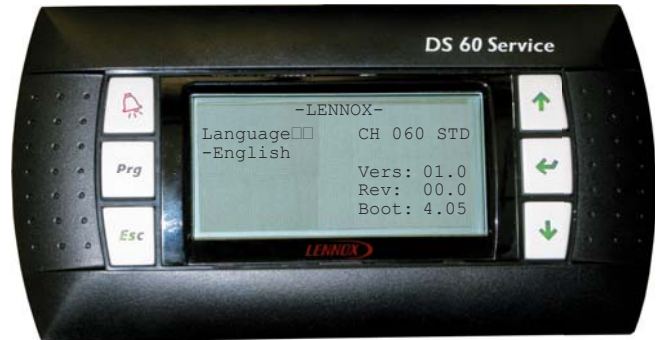 DS 60 Service
Prg
Esc
-LENNOX-
Language□□ CH 060 STD
-English
Vers: 01.0
Rev: 00.0
Boot: 4.05
LENNOX